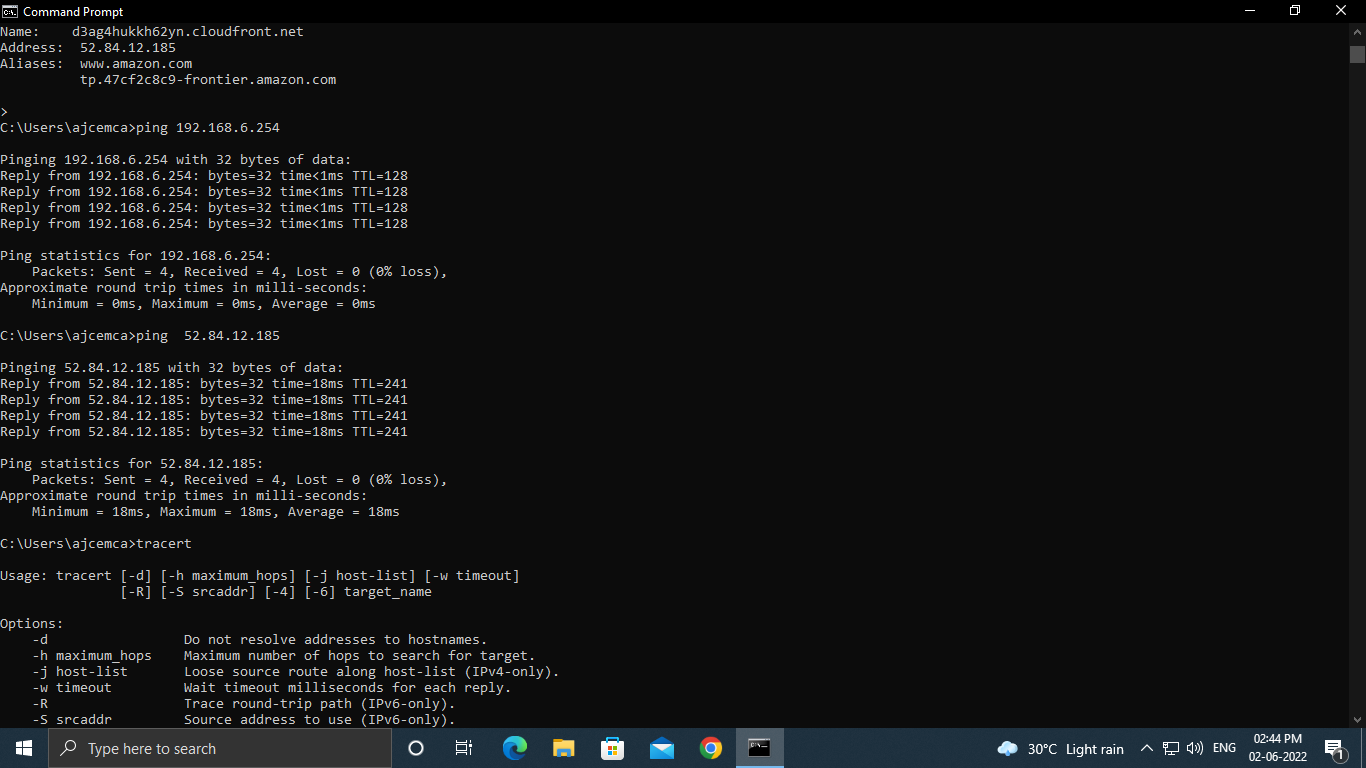 Command Prompt
Name:    d3ag4hukkh62yn.cloudfront.net
Address:  52.84.12.185
Aliases:  www.amazon.com
          tp.47cf2c8c9-frontier.amazon.com
>
C:\Users\ajcemca>ping 192.168.6.254
Pinging 192.168.6.254 with 32 bytes of data:
Reply from 192.168.6.254: bytes=32 time<1ms TTL=128
Reply from 192.168.6.254: bytes=32 time<1ms TTL=128
Reply from 192.168.6.254: bytes=32 time<1ms TTL=128
Reply from 192.168.6.254: bytes=32 time<1ms TTL=128
Ping statistics for 192.168.6.254:
    Packets: Sent = 4, Received = 4, Lost = 0 (0% loss),
Approximate round trip times in milli-seconds:
    Minimum = 0ms, Maximum = 0ms, Average = 0ms
C:\Users\ajcemca>ping  52.84.12.185
Pinging 52.84.12.185 with 32 bytes of data:
Reply from 52.84.12.185: bytes=32 time=18ms TTL=241
Reply from 52.84.12.185: bytes=32 time=18ms TTL=241
Reply from 52.84.12.185: bytes=32 time=18ms TTL=241
Reply from 52.84.12.185: bytes=32 time=18ms TTL=241
Ping statistics for 52.84.12.185:
    Packets: Sent = 4, Received = 4, Lost = 0 (0% loss),
Approximate round trip times in milli-seconds:
    Minimum = 18ms, Maximum = 18ms, Average = 18ms
C:\Users\ajcemca>tracert
Usage: tracert [-d] [-h maximum_hops] [-j host-list] [-w timeout]
               [-R] [-S srcaddr] [-4] [-6] target_name
Options:
    -d                 Do not resolve addresses to hostnames.
    -h maximum_hops    Maximum number of hops to search for target.
    -j host-list       Loose source route along host-list (IPv4-only).
    -w timeout         Wait timeout milliseconds for each reply.
    -R                 Trace round-trip path (IPv6-only).
    -S srcaddr         Source address to use (IPv6-only).
Type here to search
30°C Light rain
ENG
02:44 PM
02-06-2022
1